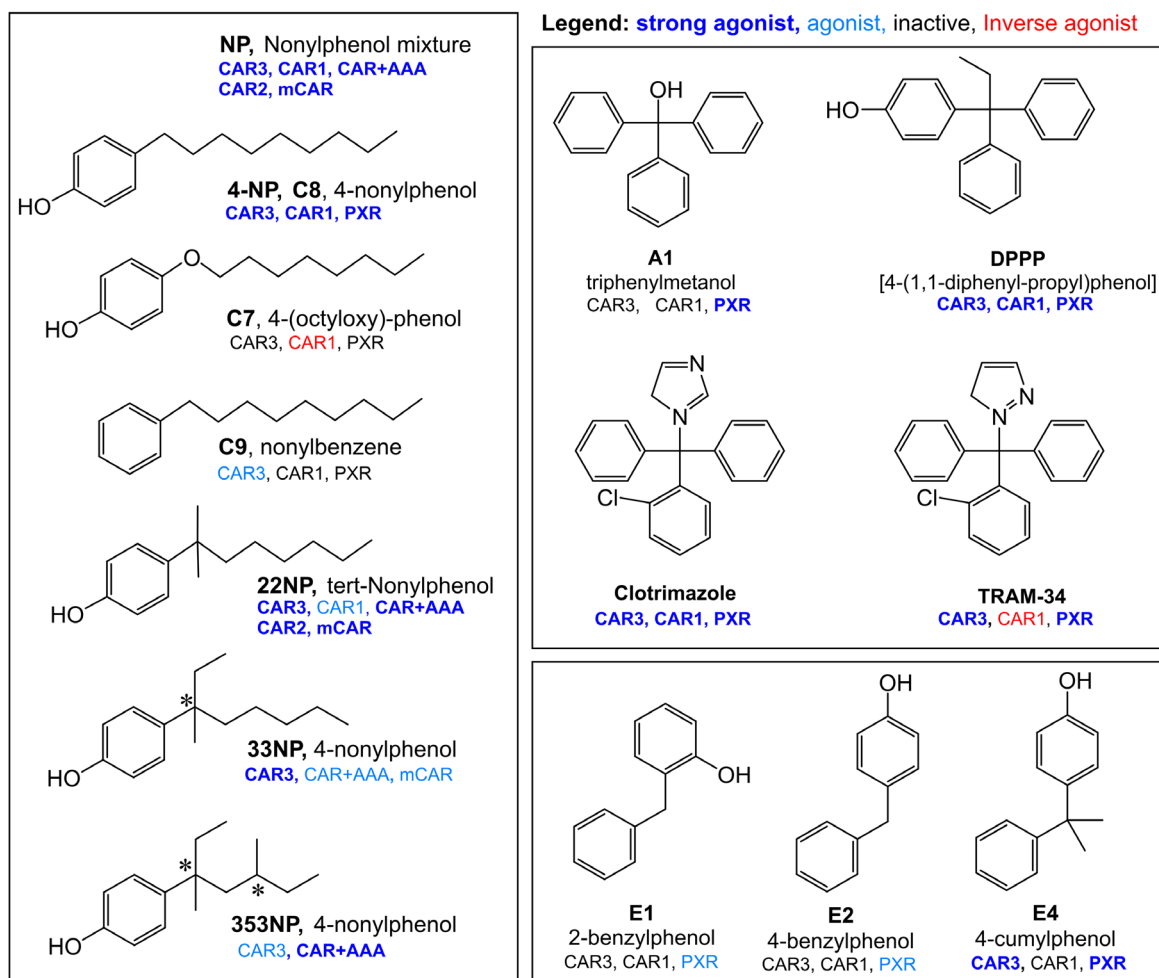 Legend: strong agonist, agonist, inactive, Inverse agonist
NP, Nonylphenol mixture
CAR3, CAR1, CAR+AAA
CAR2, mCAR
HO
4-NP, C8, 4-nonylphenol
CAR3, CAR1, PXR
O
HO
C7, 4-(octyloxy)-phenol
CAR3, CAR1, PXR
C9, nonylbenzene
CAR3, CAR1, PXR
HO
22NP, tert-Nonylphenol
CAR3, CAR1, CAR+AAA
CAR2, mCAR
*
HO
33NP, 4-nonylphenol
CAR3, CAR+AAA, mCAR
*
*
HO
353NP, 4-nonylphenol
CAR3, CAR+AAA
OH
A1
triphenylmetanol
CAR3, CAR1, PXR
HO
DPPP
[4-(1,1-diphenyl-propyl)phenol]
CAR3, CAR1, PXR
N
N
Cl
Clotrimazole
CAR3, CAR1, PXR
N
N
Cl
TRAM-34
CAR3, CAR1, PXR
OH
E1
2-benzylphenol
CAR3, CAR1, PXR
OH
E2
4-benzylphenol
CAR3, CAR1, PXR
OH
E4
4-cumylphenol
CAR3, CAR1, PXR